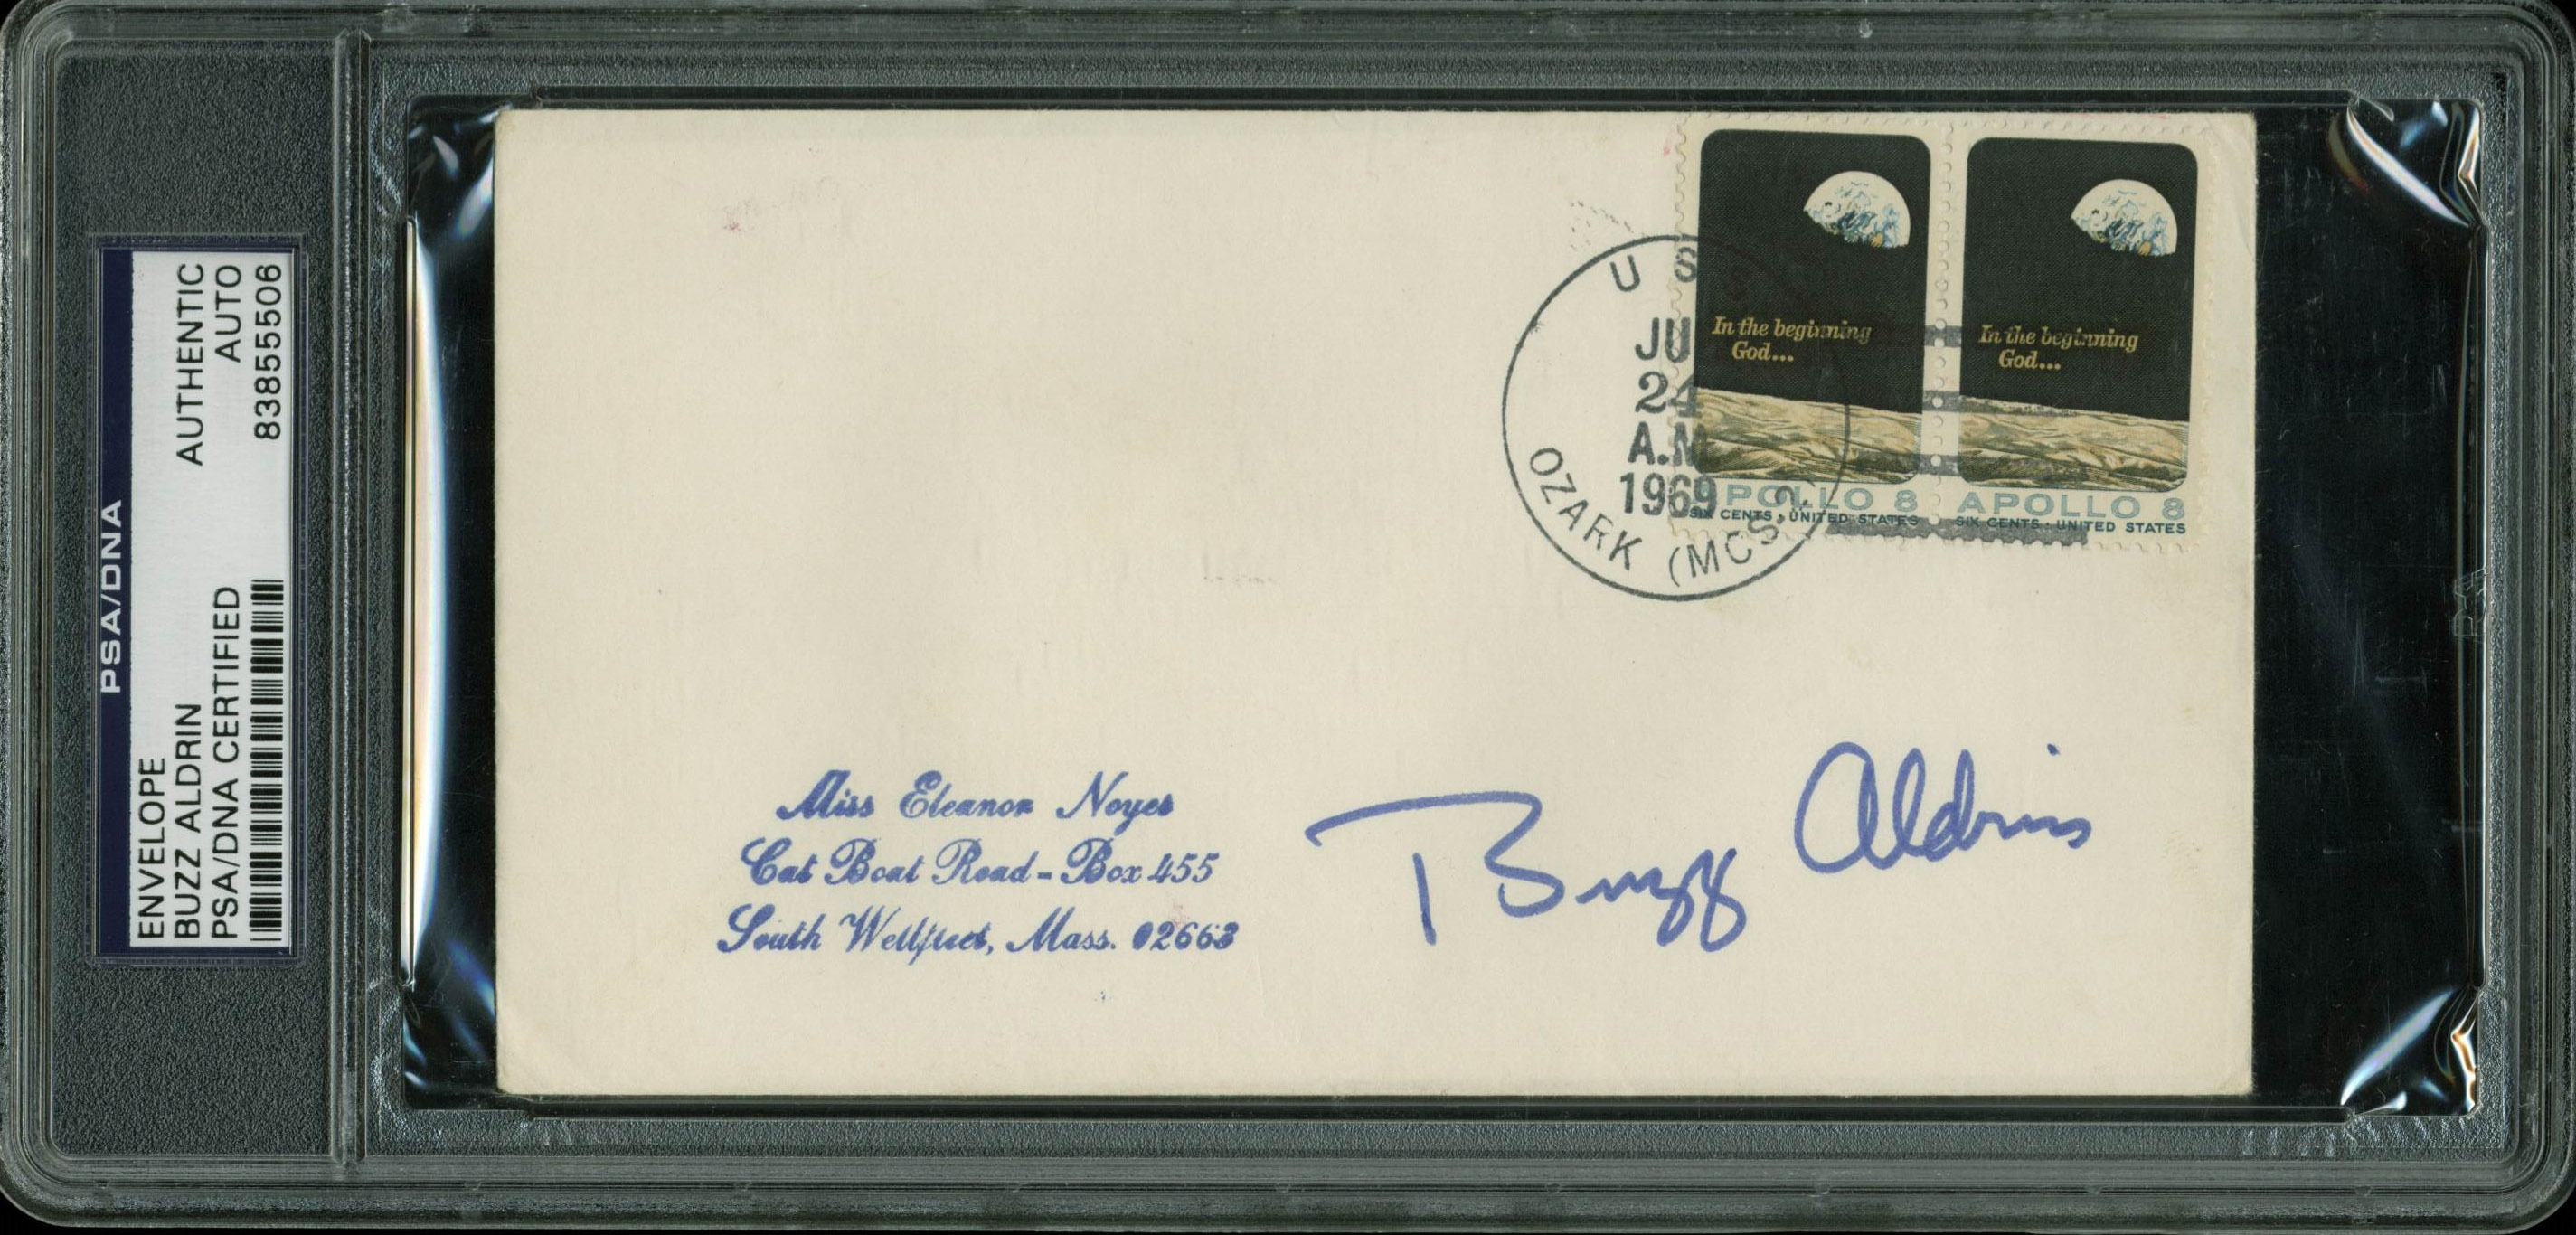 PSA/DNA
ENVELOPE AUTHENTIC
BUZZ ALDRIN AUTO
PSA/DNA CERTIFIED 83855506
U S S
JU
24
A.M
1969
OZARK (MCS-2)
In the beginning
God...
APOLLO 8
SIX CENTS · UNITED STATES
In the beginning
God...
APOLLO 8
SIX CENTS · UNITED STATES
Miss Eleanor Noyes
Cat Boat Road - Box 455
South Wellfleet, Mass. 02663
Buzz Aldrin